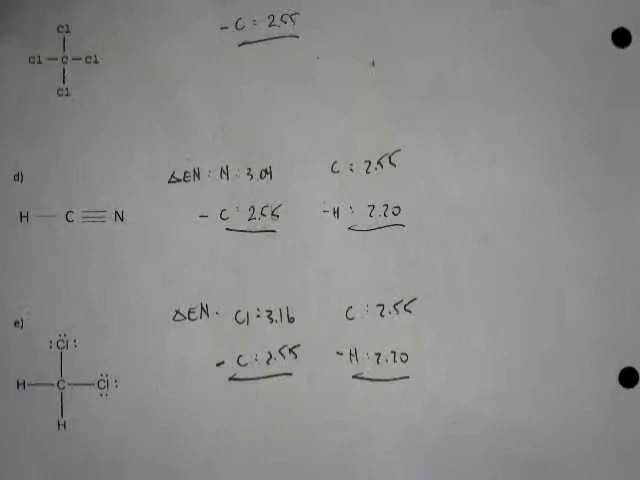 Cl
- C : 2.55
Cl - C - Cl
Cl
d)
ΔEN : N : 3.04 C : 2.55
H — C ≡ N - C : 2.55 - H : 2.20
e)
ΔEN . Cl : 3.16 C : 2.55
:C̈l:
- C : 2.55 - H : 2.20
H — C — Cl:
H